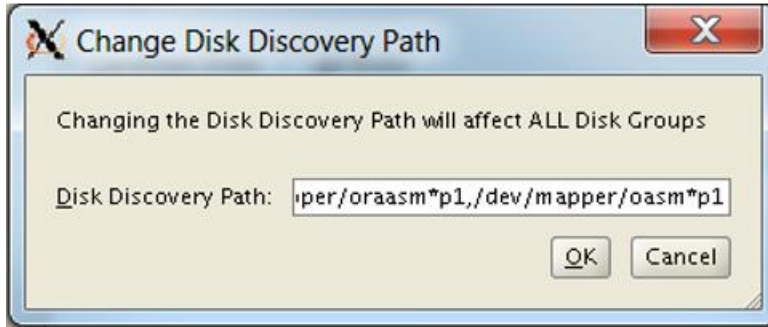 Change Disk Discovery Path
Changing the Disk Discovery Path will affect ALL Disk Groups
Disk Discovery Path: per/oraasm*p1,/dev/mapper/oasm*p1
OK Cancel